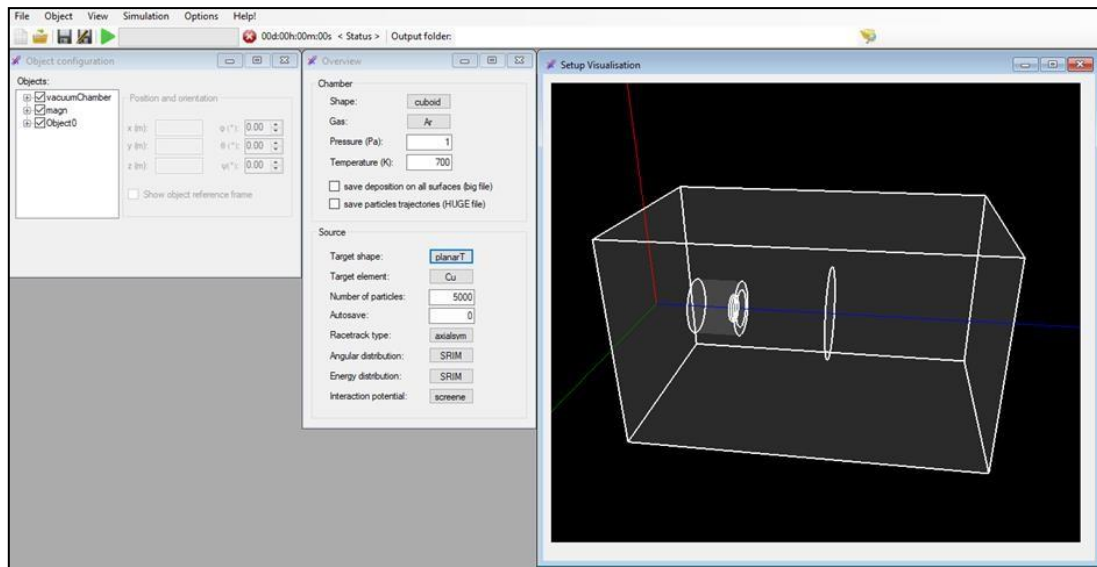 File Object View Simulation Options Help!
00d:00h:00m:00s < Status > Output folder:
Object configuration
Objects:
vacuumChamber
magn
Object0
Position and orientation
x (m): φ (°): 0.00
y (m): θ (°): 0.00
z (m): ψ(°): 0.00
Show object reference frame
Overview
Chamber
Shape: cuboid
Gas: Ar
Pressure (Pa): 1
Temperature (K): 700
save deposition on all surfaces (big file)
save particles trajectories (HUGE file)
Source
Target shape: planarT
Target element: Cu
Number of particles: 5000
Autosave: 0
Racetrack type: axialsym
Angular distribution: SRIM
Energy distribution: SRIM
Interaction potential: screene
Setup Visualisation